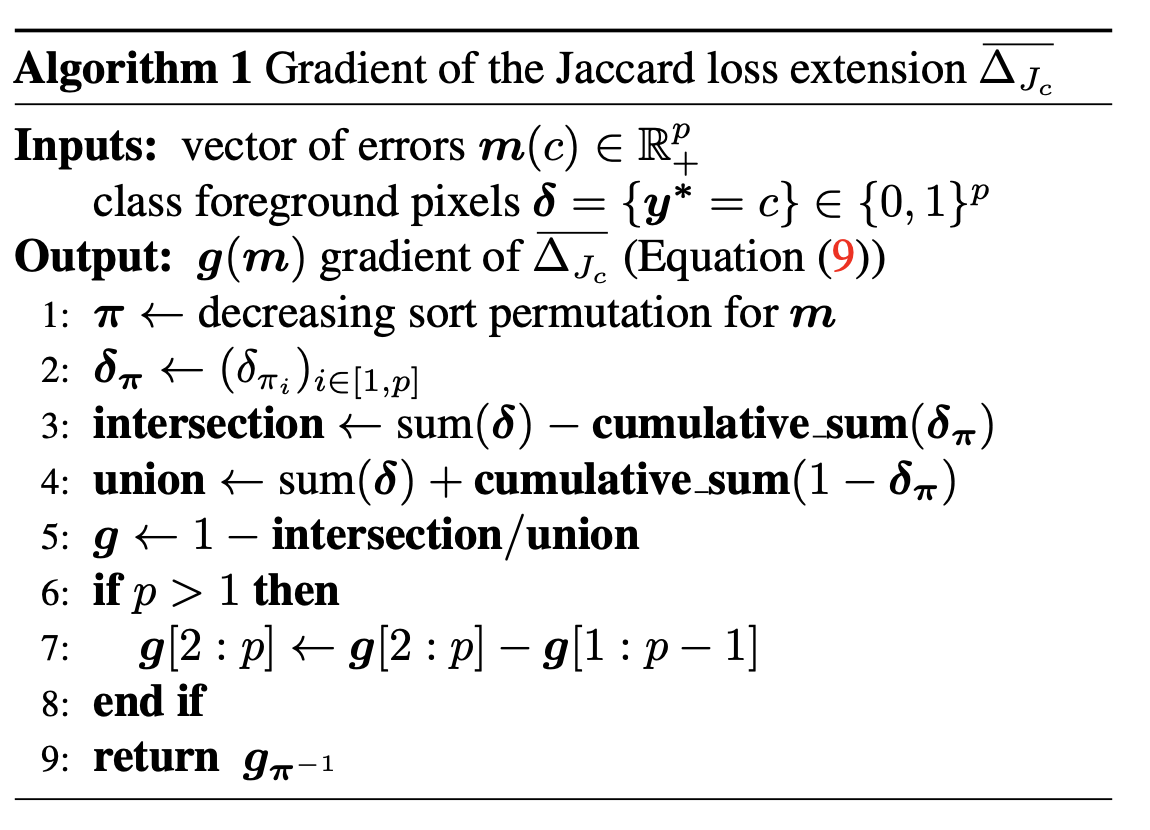 Algorithm 1 Gradient of the Jaccard loss extension $\overline{\Delta_{J_c}}$
Inputs: vector of errors $\boldsymbol{m}(c) \in \mathbb{R}_+^p$
class foreground pixels $\boldsymbol{\delta} = \{\boldsymbol{y}^* = c\} \in \{0, 1\}^p$
Output: $\boldsymbol{g}(\boldsymbol{m})$ gradient of $\overline{\Delta_{J_c}}$ (Equation (9))
1: $\boldsymbol{\pi} \leftarrow$ decreasing sort permutation for $\boldsymbol{m}$
2: $\boldsymbol{\delta_\pi} \leftarrow (\delta_{\pi_i})_{i \in [1,p]}$
3: intersection $\leftarrow$ sum($\boldsymbol{\delta}$) − cumulative_sum($\boldsymbol{\delta_\pi}$)
4: union $\leftarrow$ sum($\boldsymbol{\delta}$) + cumulative_sum($1 - \boldsymbol{\delta_\pi}$)
5: $\boldsymbol{g} \leftarrow 1 -$ intersection/union
6: if $p > 1$ then
7: $\boldsymbol{g}[2 : p] \leftarrow \boldsymbol{g}[2 : p] - \boldsymbol{g}[1 : p - 1]$
8: end if
9: return $\boldsymbol{g}_{\boldsymbol{\pi}^{-1}}$